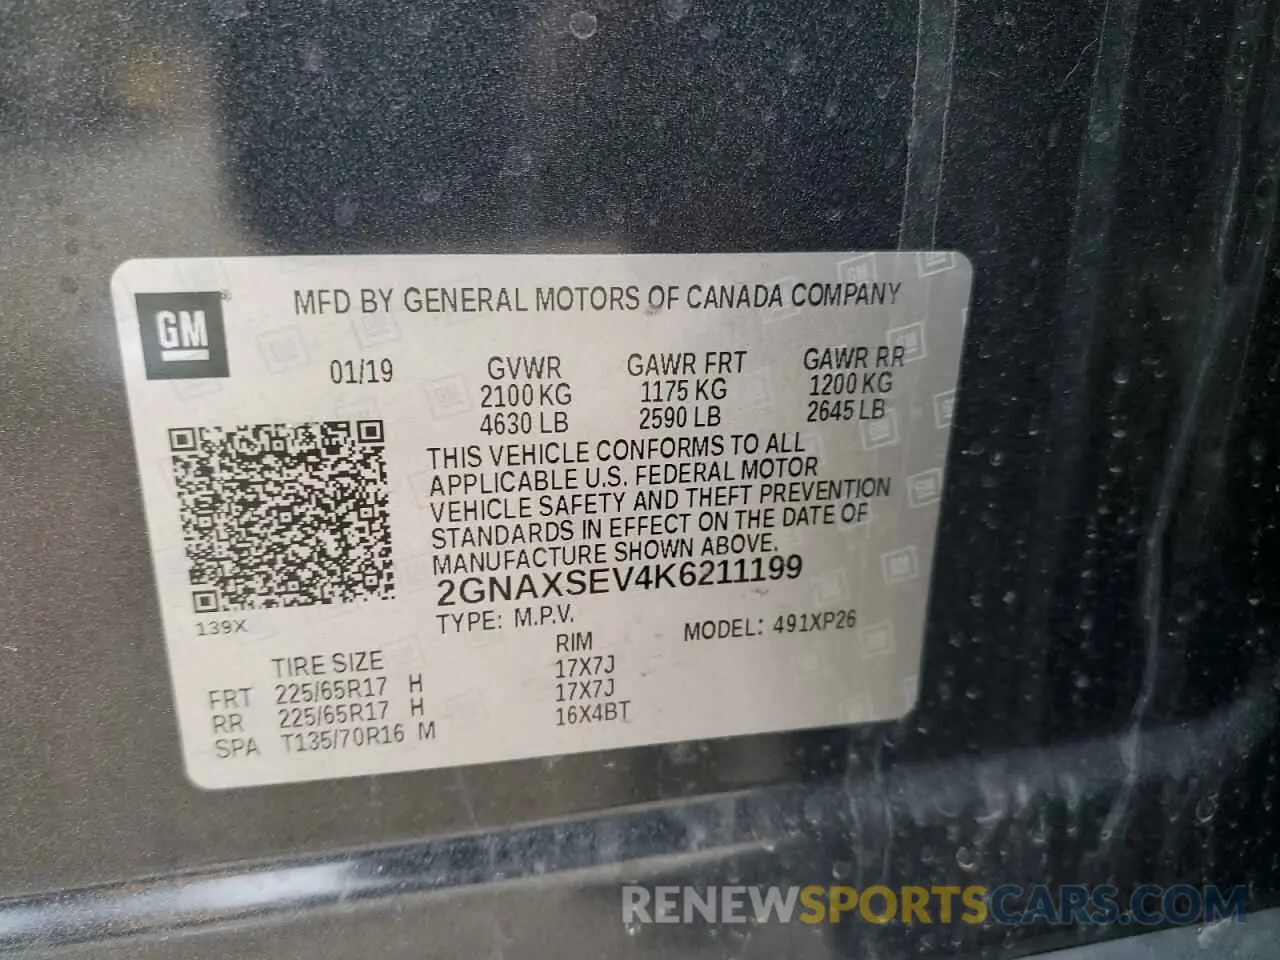 MFD BY GENERAL MOTORS OF CANADA COMPANY
GM
01/19 GVWR GAWR FRT GAWR RR
2100 KG 1175 KG 1200 KG
4630 LB 2590 LB 2645 LB
THIS VEHICLE CONFORMS TO ALL
APPLICABLE U.S. FEDERAL MOTOR
VEHICLE SAFETY AND THEFT PREVENTION
STANDARDS IN EFFECT ON THE DATE OF
MANUFACTURE SHOWN ABOVE.
2GNAXSEV4K6211199
139X
TYPE: M.P.V. MODEL: 491XP26
TIRE SIZE RIM
FRT 225/65R17 H 17X7J
RR 225/65R17 H 17X7J
SPA T135/70R16 M 16X4BT
RENEWSPORTSCARS.COM